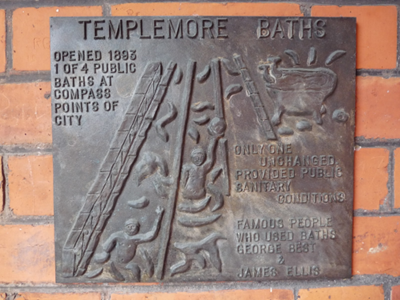 TEMPLEMORE BATHS
OPENED 1893
1 OF 4 PUBLIC
BATHS AT
COMPASS
POINTS OF
CITY
ONLY ONE
UNCHANGED
PROVIDED PUBLIC
SANITARY
CONDITIONS
FAMOUS PEOPLE
WHO USED BATHS
GEORGE BEST
&
JAMES ELLIS